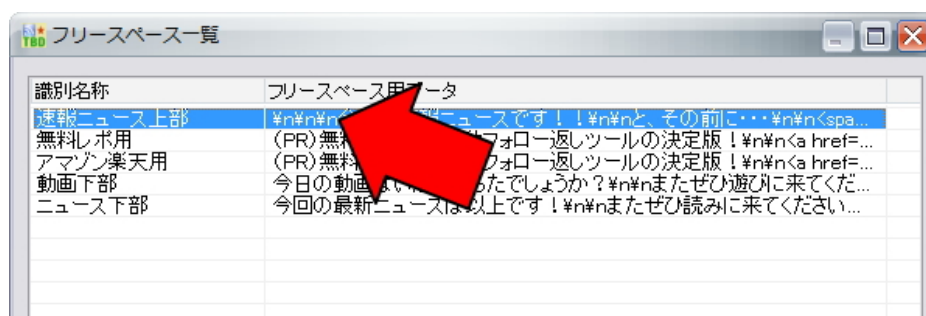 TBD フリースペース一覧
識別名称 フリースペース用データ
速報ニュース上部 ¥n¥n¥n ニュースです！！¥n¥nと、その前に・・・¥n¥n<spa...
無料レポ用 (PR)無料 フォロー返しツールの決定版！¥n¥n<a href=...
アマゾン楽天用 (PR)無料 フォロー返しツールの決定版！¥n¥n<a href=...
動画下部 今日の動画はい たでしょうか？¥n¥nまたぜひ遊びに来てくだ...
ニュース下部 今回の最新ニュースは以上です！¥n¥nまたぜひ読みに来てください...